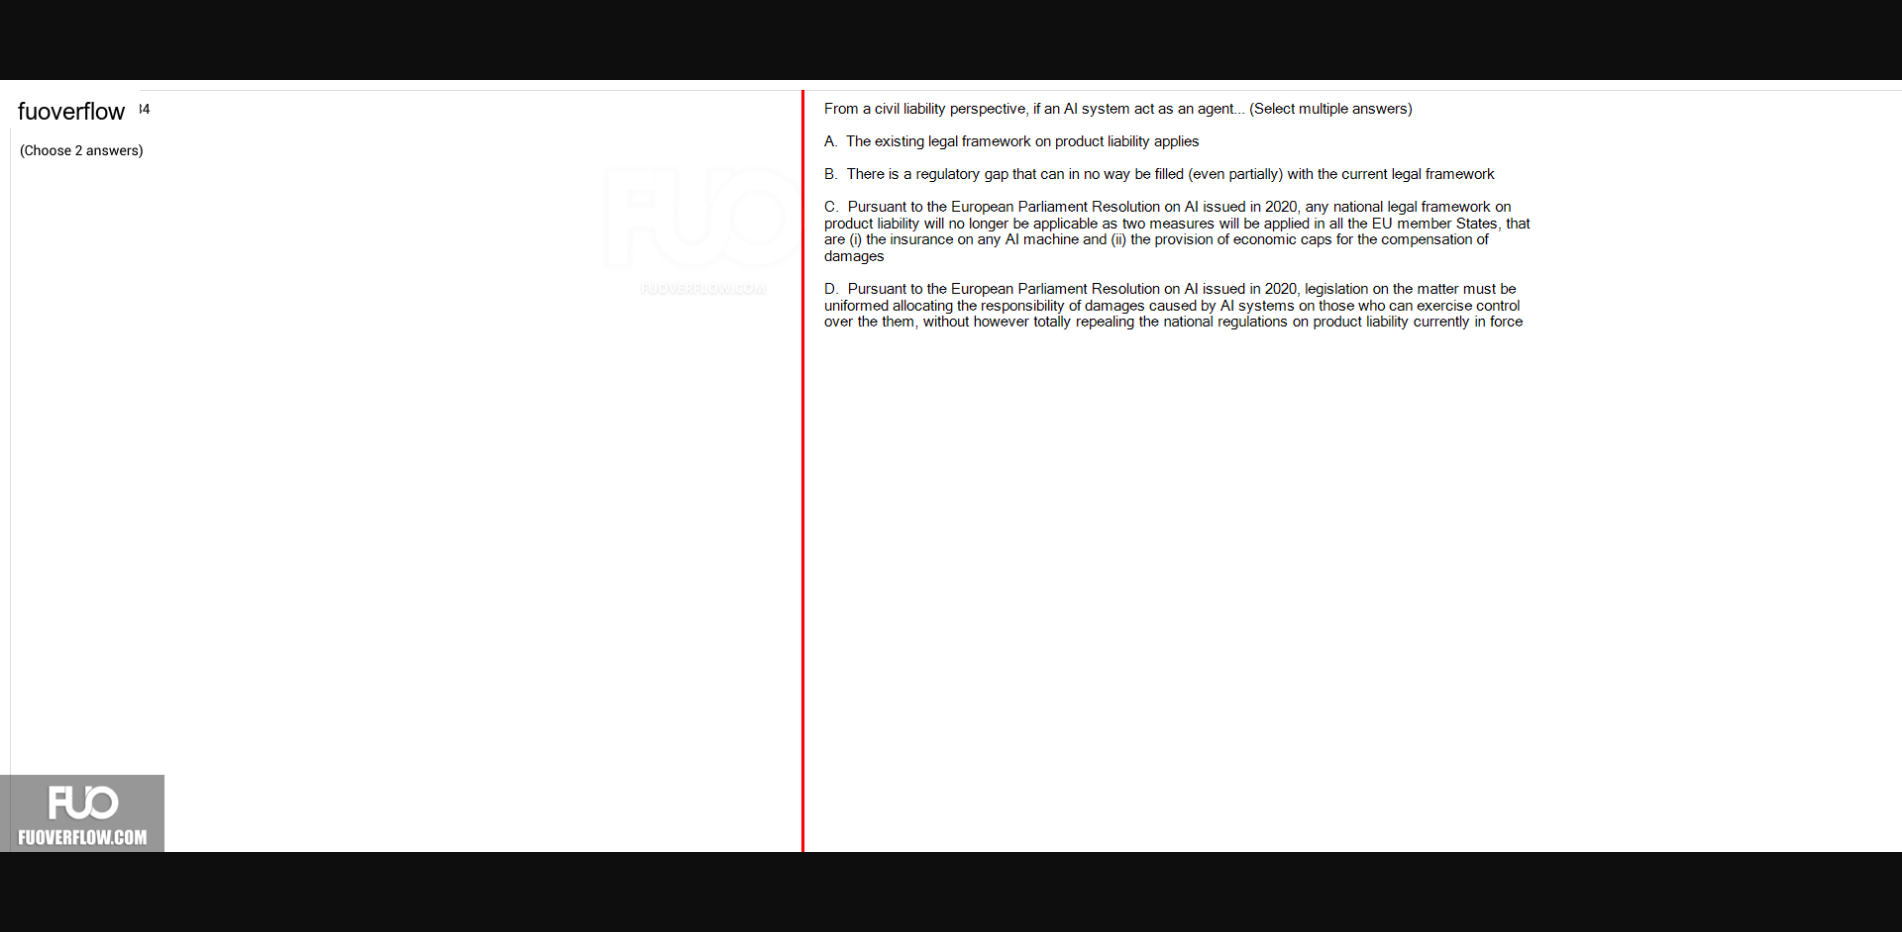 fuoverflow 34
(Choose 2 answers)
From a civil liability perspective, if an AI system act as an agent... (Select multiple answers)
A. The existing legal framework on product liability applies
B. There is a regulatory gap that can in no way be filled (even partially) with the current legal framework
C. Pursuant to the European Parliament Resolution on AI issued in 2020, any national legal framework on
product liability will no longer be applicable as two measures will be applied in all the EU member States, that
are (i) the insurance on any AI machine and (ii) the provision of economic caps for the compensation of
damages
D. Pursuant to the European Parliament Resolution on AI issued in 2020, legislation on the matter must be
uniformed allocating the responsibility of damages caused by AI systems on those who can exercise control
over the them, without however totally repealing the national regulations on product liability currently in force
FUO
FUOVERFLOW.COM
FUO
FUOVERFLOW.COM